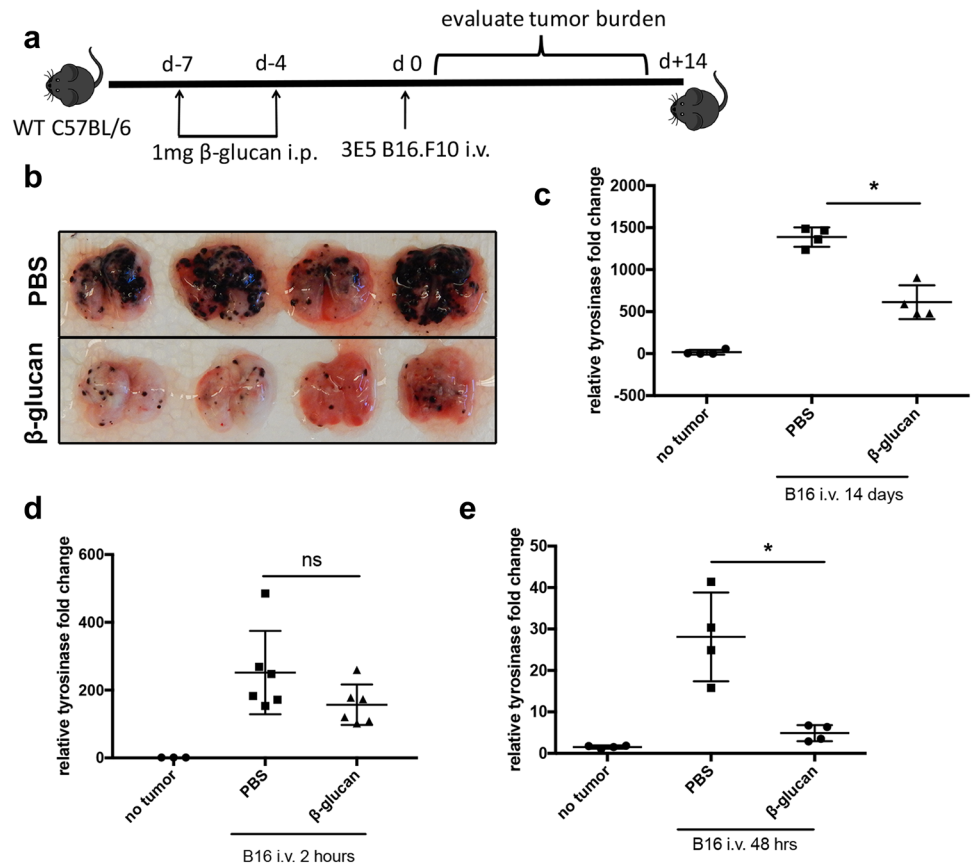 a
evaluate tumor burden
d-7
d-4
d 0
d+14
WT C57BL/6
1mg β-glucan i.p.
3E5 B16.F10 i.v.
b
PBS
β-glucan
c
relative tyrosinase fold change
2000
1500
1000
500
0
-500
*
no tumor
PBS
β-glucan
B16 i.v. 14 days
d
relative tyrosinase fold change
600
400
200
0
ns
no tumor
PBS
β-glucan
B16 i.v. 2 hours
e
relative tyrosinase fold change
50
40
30
20
10
0
*
no tumor
PBS
β-glucan
B16 i.v. 48 hrs